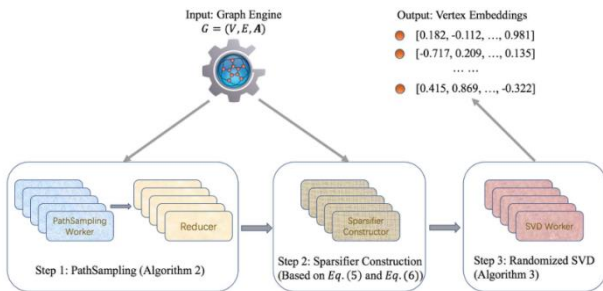 Input: Graph Engine
G = (V, E, A)
Output: Vertex Embeddings
[0.182, -0.112, …, 0.981]
[-0.717, 0.209, …, 0.135]
… …
[0.415, 0.869, …, -0.322]
PathSampling
Worker
Reducer
Step 1: PathSampling (Algorithm 2)
Sparsifier
Constructor
Step 2: Sparsifier Construction
(Based on Eq. (5) and Eq. (6))
SVD Worker
Step 3: Randomized SVD
(Algorithm 3)